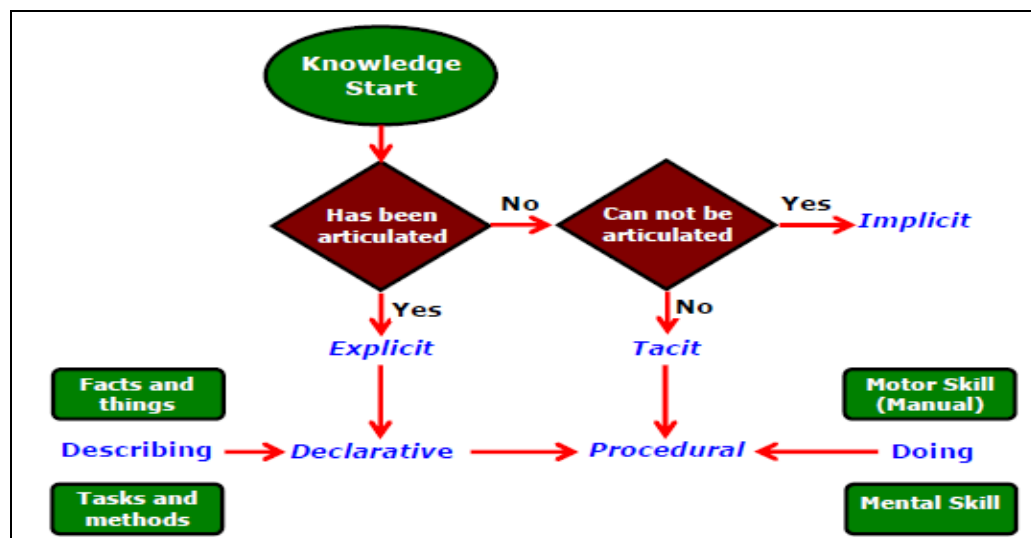 Knowledge
Start
Has been
articulated
No
Can not be
articulated
Yes
Implicit
Yes
No
Explicit
Tacit
Facts and
things
Motor Skill
(Manual)
Describing
Declarative
Procedural
Doing
Tasks and
methods
Mental Skill